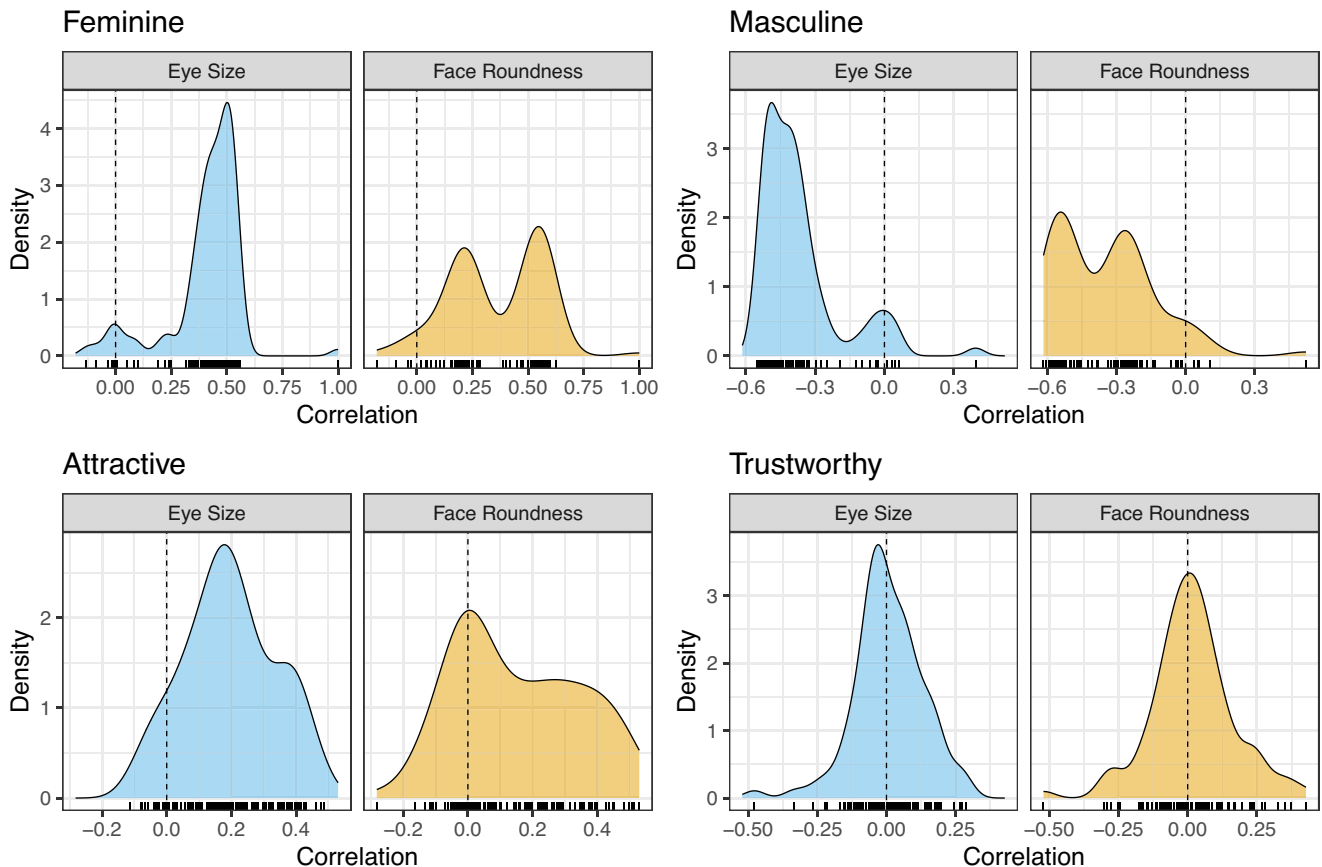 Feminine
Masculine
Eye Size
Face Roundness
Eye Size
Face Roundness
Density
4
3
2
1
0
0.00 0.25 0.50 0.75 1.00
0.00 0.25 0.50 0.75 1.00
Correlation
Density
3
2
1
0
−0.6 −0.3 0.0 0.3
−0.6 −0.3 0.0 0.3
Correlation
Attractive
Trustworthy
Eye Size
Face Roundness
Eye Size
Face Roundness
Density
2
1
0
−0.2 0.0 0.2 0.4
−0.2 0.0 0.2 0.4
Correlation
Density
3
2
1
0
−0.50 −0.25 0.00 0.25
−0.50 −0.25 0.00 0.25
Correlation